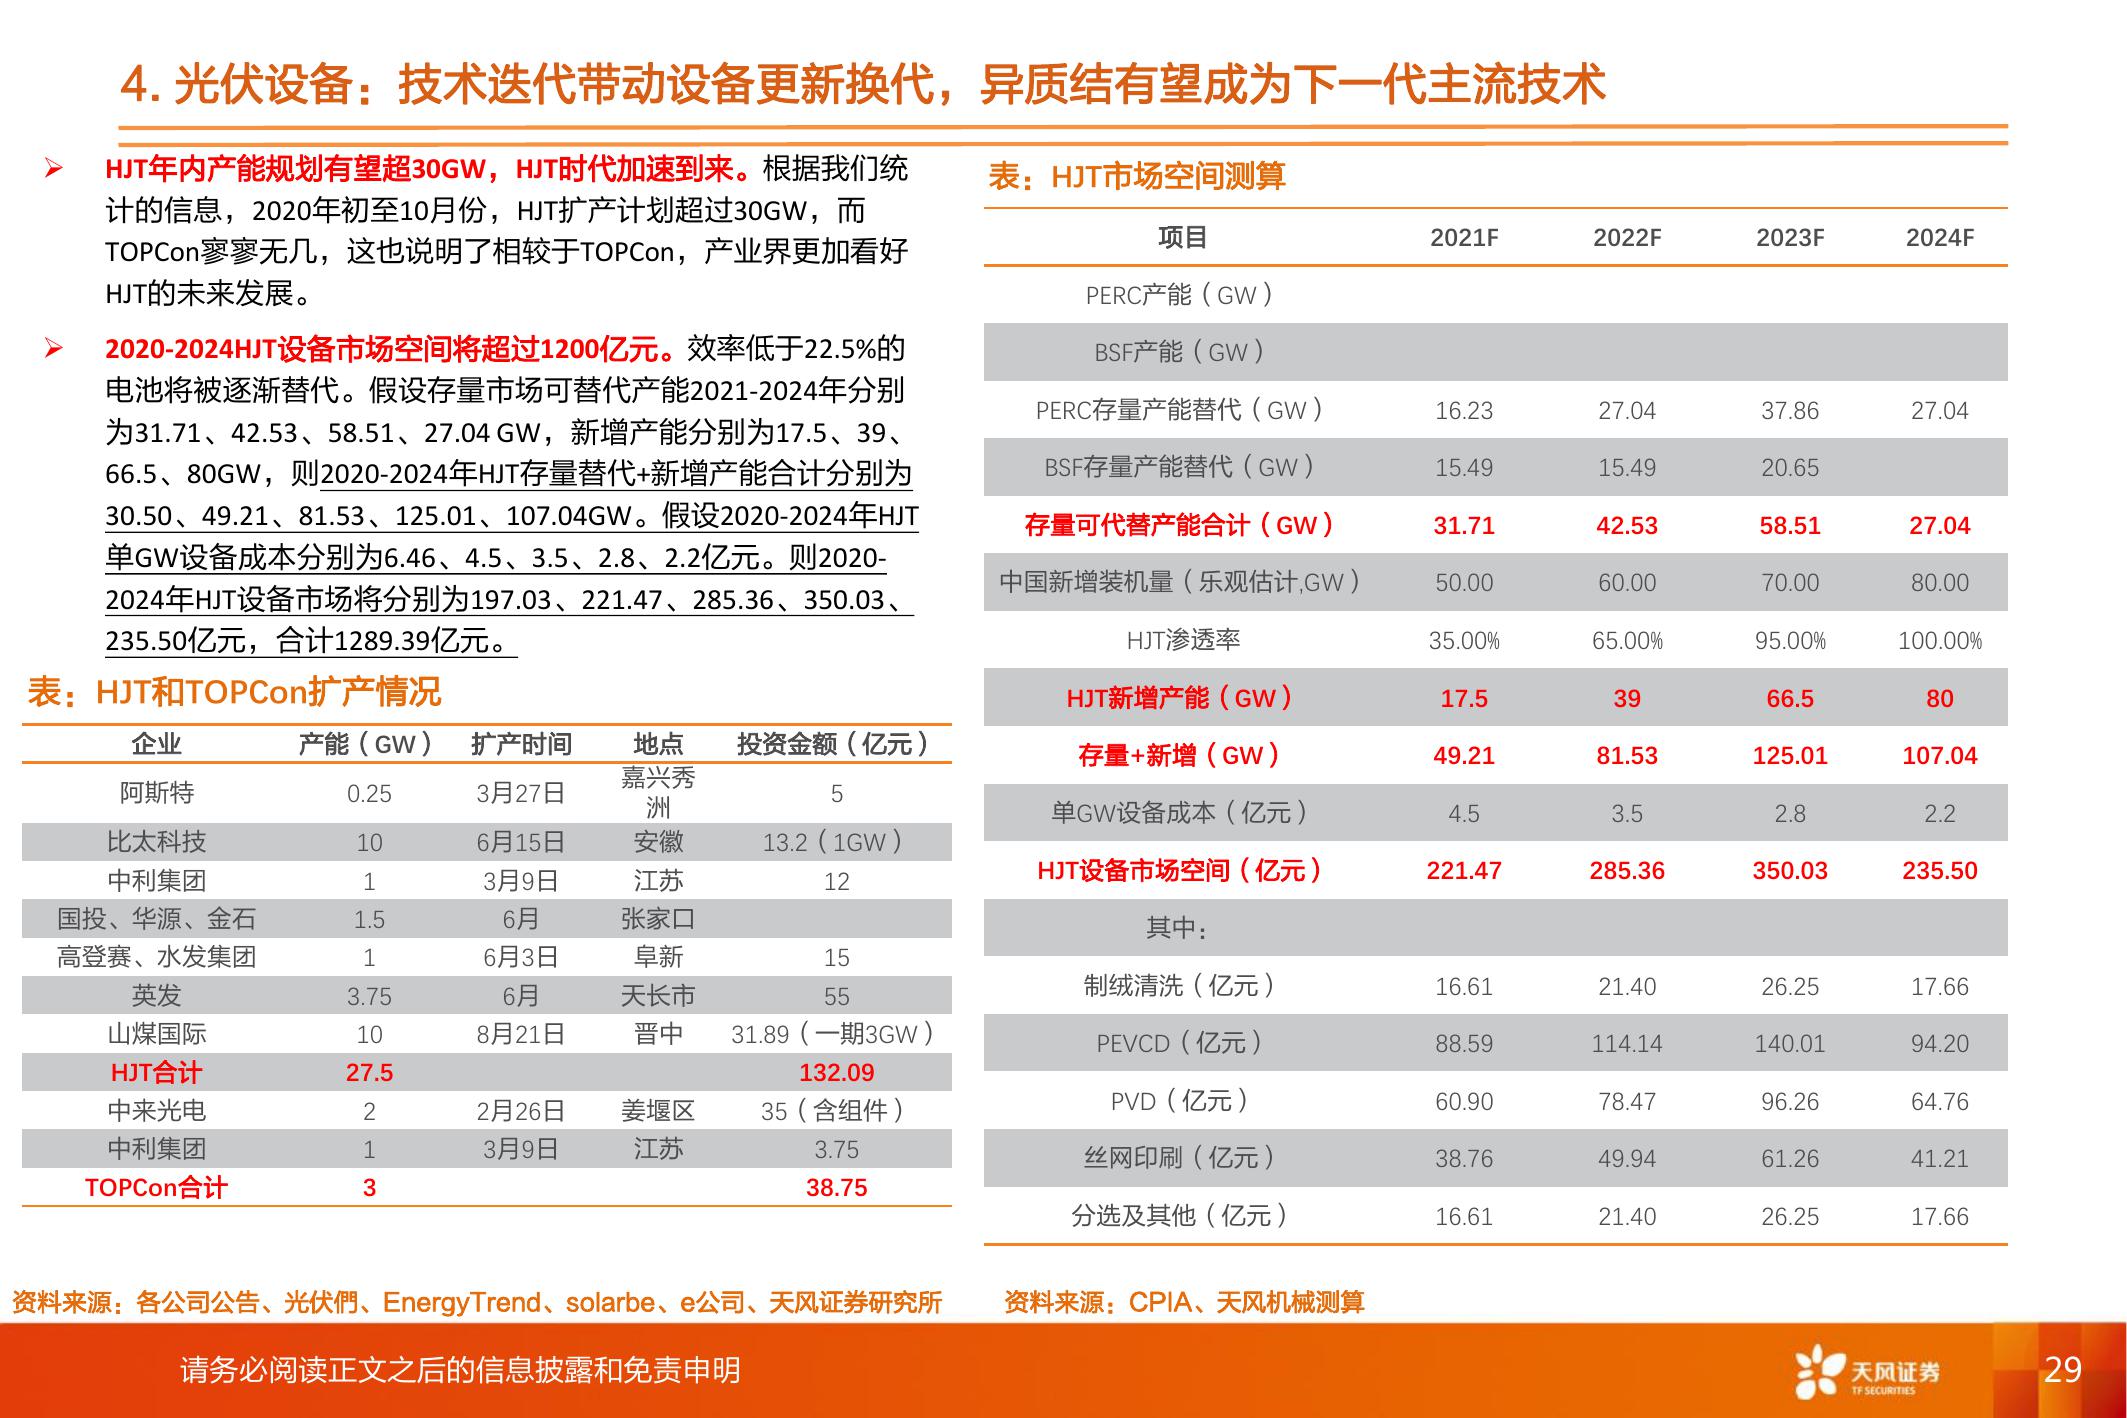 4. 光伏设备：技术迭代带动设备更新换代，异质结有望成为下一代主流技术
➢ HJT年内产能规划有望超30GW，HJT时代加速到来。根据我们统
计的信息，2020年初至10月份，HJT扩产计划超过30GW，而
TOPCon寥寥无几，这也说明了相较于TOPCon，产业界更加看好
HJT的未来发展。
➢ 2020-2024HJT设备市场空间将超过1200亿元。效率低于22.5%的
电池将被逐渐替代。假设存量市场可替代产能2021-2024年分别
为31.71、42.53、58.51、27.04 GW，新增产能分别为17.5、39、
66.5、80GW，则2020-2024年HJT存量替代+新增产能合计分别为
30.50、49.21、81.53、125.01、107.04GW。假设2020-2024年HJT
单GW设备成本分别为6.46、4.5、3.5、2.8、2.2亿元。则2020-
2024年HJT设备市场将分别为197.03、221.47、285.36、350.03、
235.50亿元，合计1289.39亿元。
表：HJT和TOPCon扩产情况
企业 产能（GW） 扩产时间 地点 投资金额（亿元）
阿斯特 0.25 3月27日 嘉兴秀洲 5
比太科技 10 6月15日 安徽 13.2（1GW）
中利集团 1 3月9日 江苏 12
国投、华源、金石 1.5 6月 张家口
高登赛、水发集团 1 6月3日 阜新 15
英发 3.75 6月 天长市 55
山煤国际 10 8月21日 晋中 31.89（一期3GW）
HJT合计 27.5 132.09
中来光电 2 2月26日 姜堰区 35（含组件）
中利集团 1 3月9日 江苏 3.75
TOPCon合计 3 38.75
资料来源：各公司公告、光伏們、EnergyTrend、solarbe、e公司、天风证券研究所
表：HJT市场空间测算
项目 2021F 2022F 2023F 2024F
PERC产能（GW）
BSF产能（GW）
PERC存量产能替代（GW） 16.23 27.04 37.86 27.04
BSF存量产能替代（GW） 15.49 15.49 20.65
存量可代替产能合计（GW） 31.71 42.53 58.51 27.04
中国新增装机量（乐观估计,GW） 50.00 60.00 70.00 80.00
HJT渗透率 35.00% 65.00% 95.00% 100.00%
HJT新增产能（GW） 17.5 39 66.5 80
存量+新增（GW） 49.21 81.53 125.01 107.04
单GW设备成本（亿元） 4.5 3.5 2.8 2.2
HJT设备市场空间（亿元） 221.47 285.36 350.03 235.50
其中：
制绒清洗（亿元） 16.61 21.40 26.25 17.66
PEVCD（亿元） 88.59 114.14 140.01 94.20
PVD（亿元） 60.90 78.47 96.26 64.76
丝网印刷（亿元） 38.76 49.94 61.26 41.21
分选及其他（亿元） 16.61 21.40 26.25 17.66
资料来源：CPIA、天风机械测算
请务必阅读正文之后的信息披露和免责申明
天风证券
TF SECURITIES
29